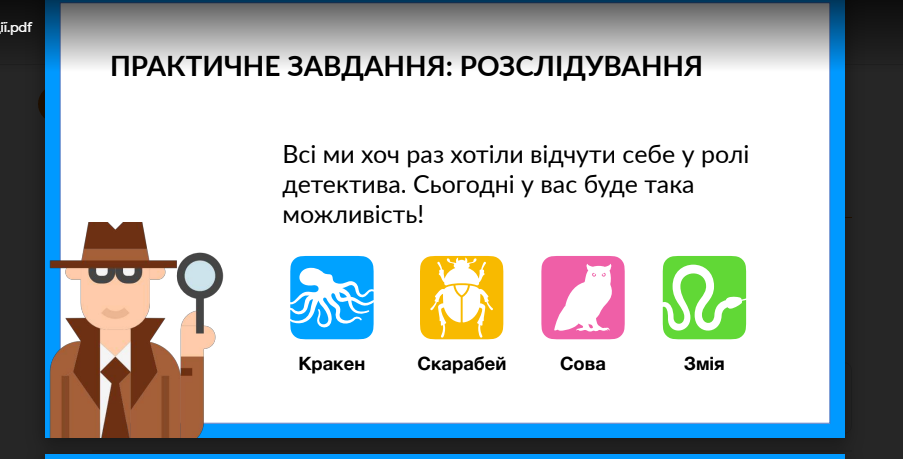 ії.pdf
ПРАКТИЧНЕ ЗАВДАННЯ: РОЗСЛІДУВАННЯ
Всі ми хоч раз хотіли відчути себе у ролі
детектива. Сьогодні у вас буде така
можливість!
Кракен
Скарабей
Сова
Змія